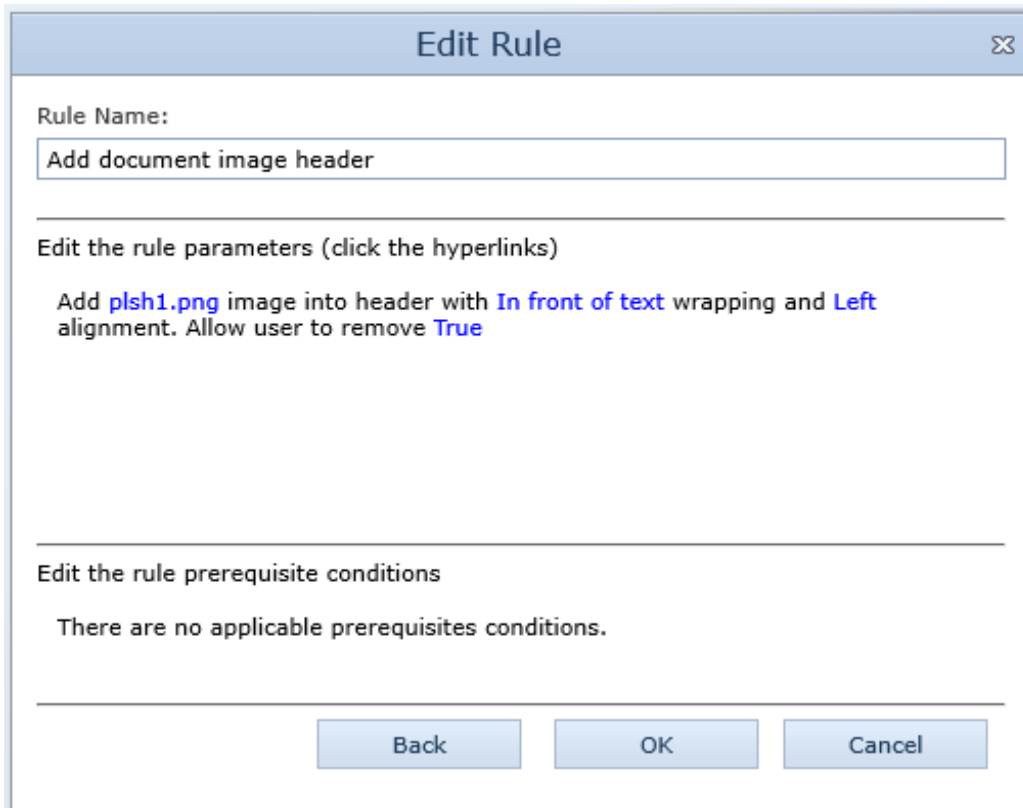 Edit Rule
Rule Name:
Add document image header
Edit the rule parameters (click the hyperlinks)
Add plsh1.png image into header with In front of text wrapping and Left
alignment. Allow user to remove True
Edit the rule prerequisite conditions
There are no applicable prerequisites conditions.
Back OK Cancel